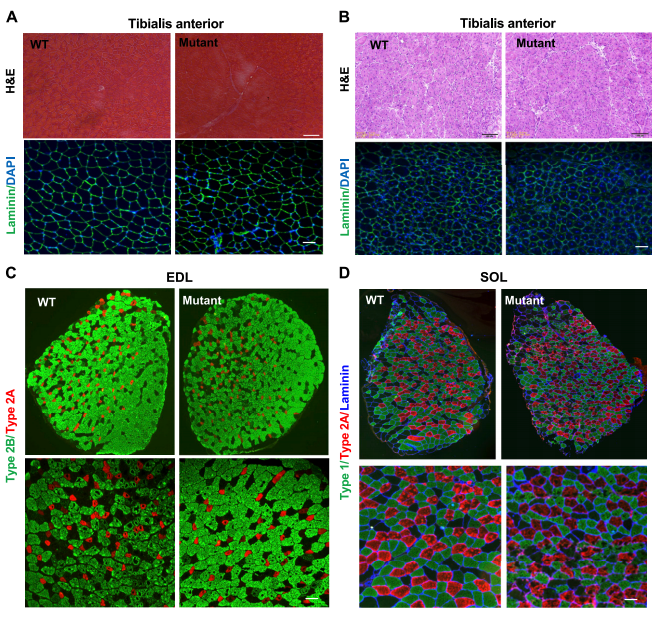 A
Tibialis anterior
WT
Mutant
H&E
Laminin/DAPI
B
Tibialis anterior
WT
Mutant
H&E
Laminin/DAPI
C
EDL
WT
Mutant
Type 2B/Type 2A
D
SOL
WT
Mutant
Type 1/Type 2A/Laminin